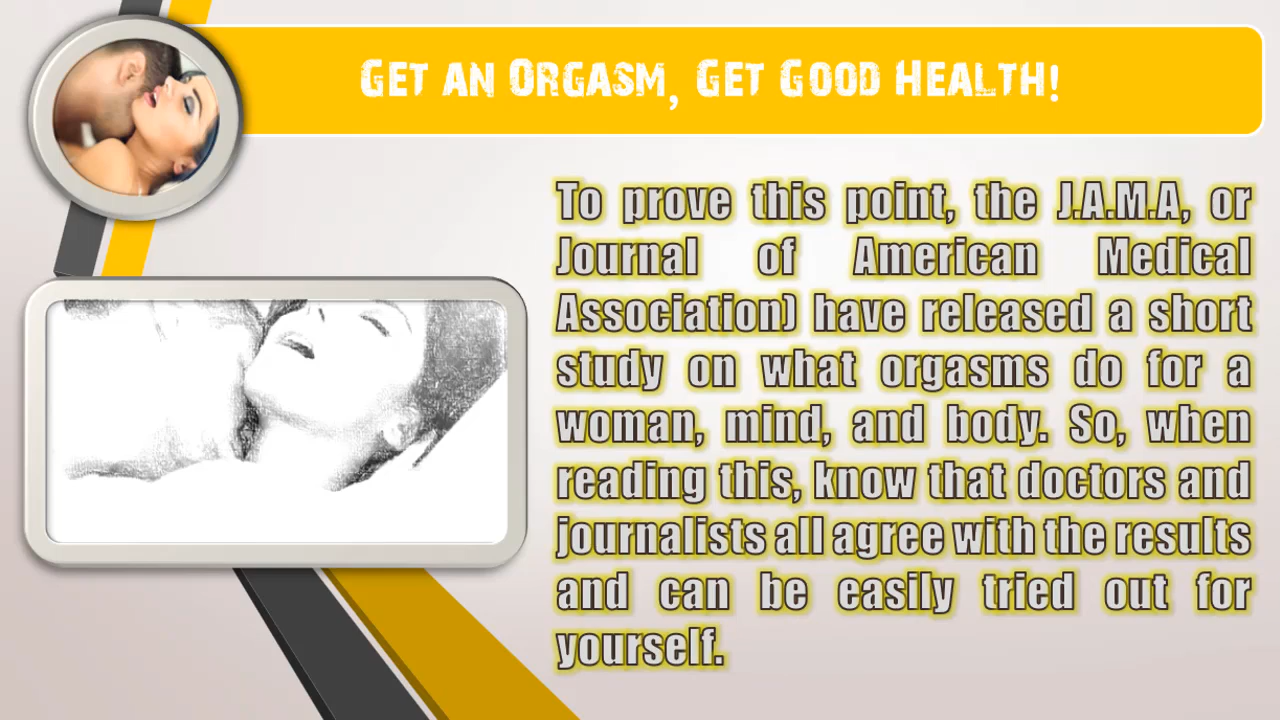 Get an Orgasm, Get Good Health!
To prove this point, the J.A.M.A, or
Journal of American Medical
Association) have released a short
study on what orgasms do for a
woman, mind, and body. So, when
reading this, know that doctors and
journalists all agree with the results
and can be easily tried out for
yourself.